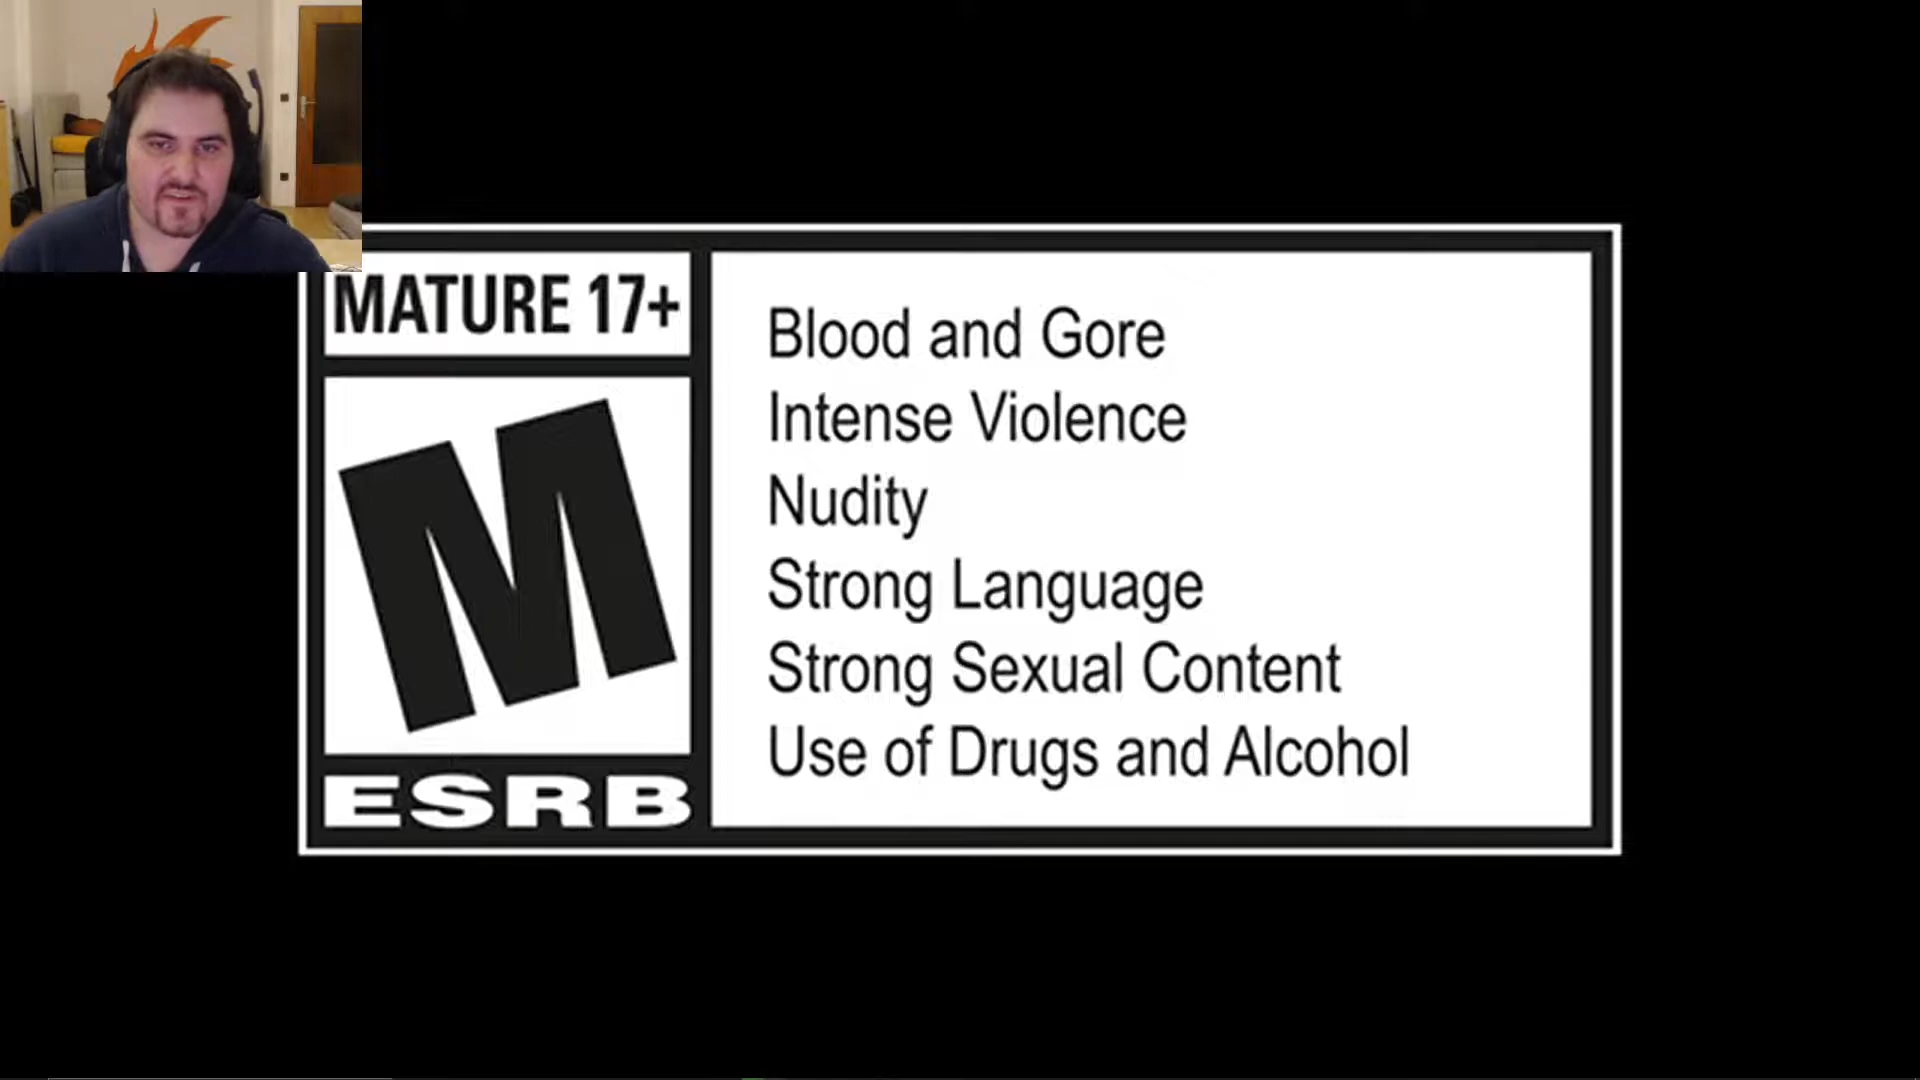 MATURE 17+
M
ESRB
Blood and Gore
Intense Violence
Nudity
Strong Language
Strong Sexual Content
Use of Drugs and Alcohol